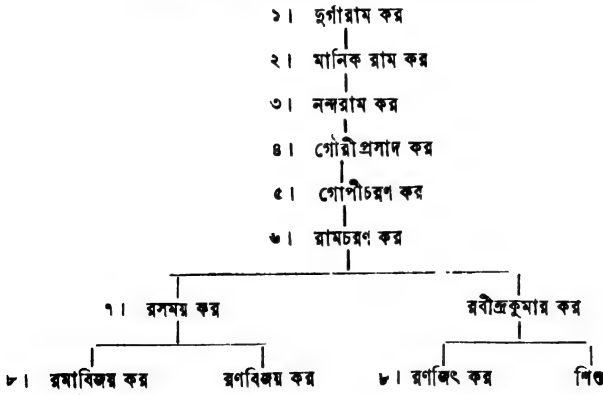 ১। দুর্গারাম কর
২। মানিক রাম কর
৩। নন্দরাম কর
৪। গৌরীপ্রসাদ কর
৫। গোপীচরণ কর
৬। রামচরণ কর
৭। রসময় কর রবীন্দ্রকুমার কর
৮। রমাবিজয় কর রণবিজয় কর ৮। রণজিৎ কর শিশু